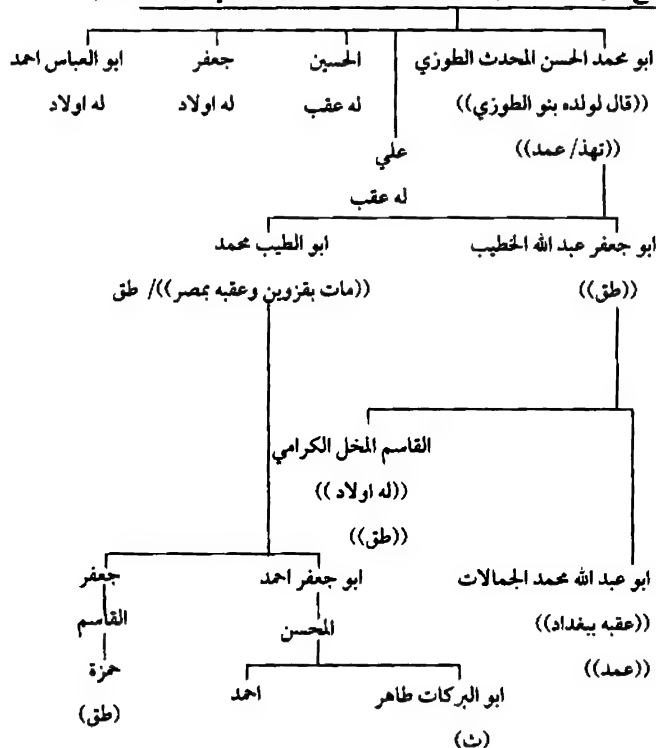 ابو محمد الحسن المحدث الطوزي
((قال لولده بنو الطوزي))
((تهذ/ عمد))
الحسين
له عقب
جعفر
له اولاد
ابو العباس احمد
له اولاد
علي
له عقب
ابو جعفر عبد الله الخطيب
((طق))
ابو الطيب محمد
((مات بقزوين وعقبه بمصر))/ طق
القاسم المخل الكرامي
((له اولاد))
((طق))
ابو عبد الله محمد الجمالات
((عقبه ببغداد))
((عمد))
ابو جعفر احمد
المحسن
ابو البركات طاهر
(ث)
احمد
جعفر
القاسم
حمزة
(طق)